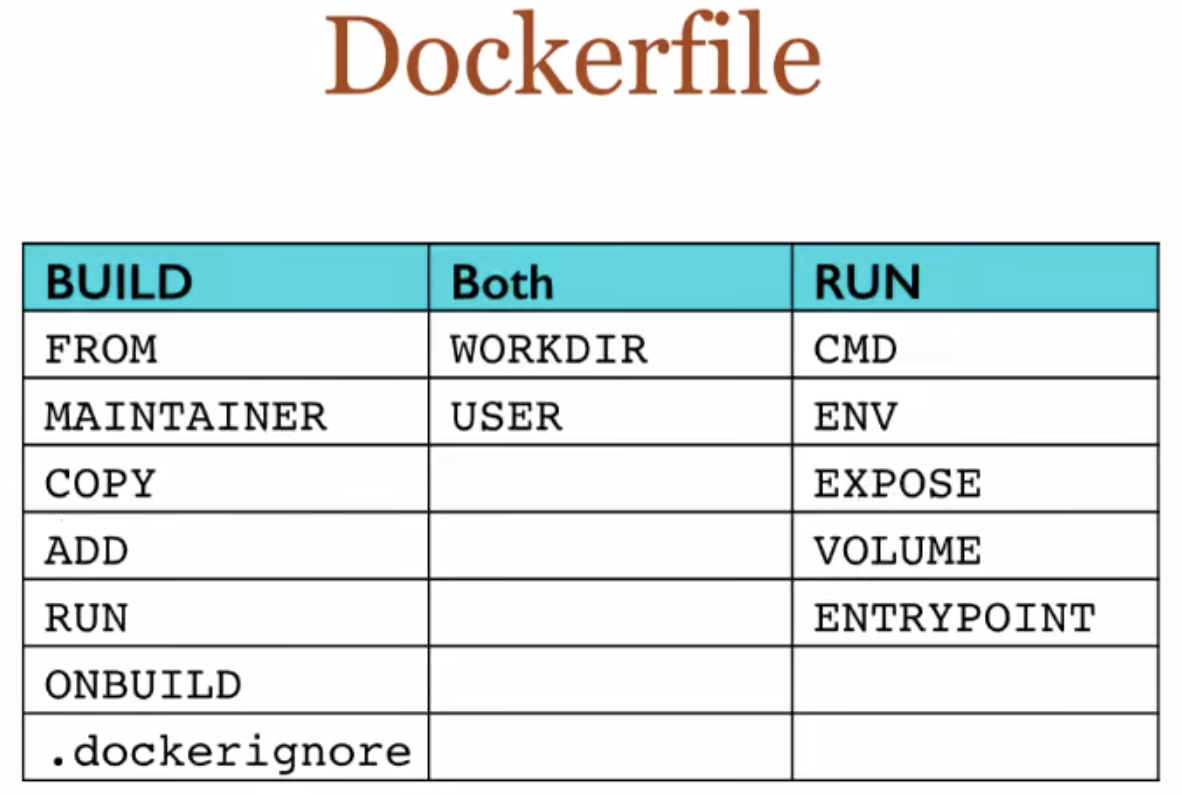 Dockerfile
BUILD Both RUN
FROM WORKDIR CMD
MAINTAINER USER ENV
COPY EXPOSE
ADD VOLUME
RUN ENTRYPOINT
ONBUILD
.dockerignore